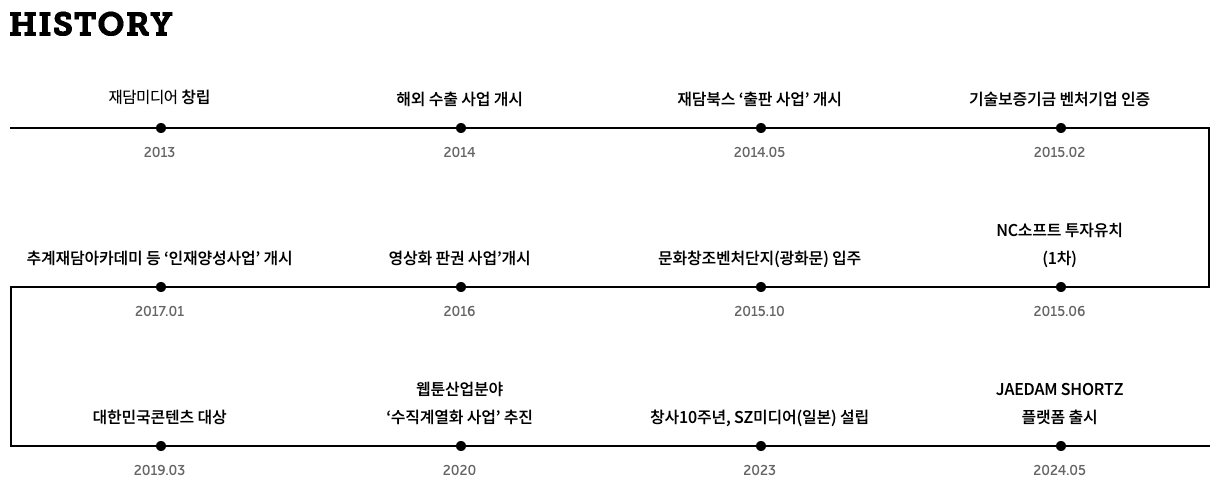 HISTORY
재담미디어 창립
2013
해외 수출 사업 개시
2014
재담북스 ‘출판 사업’ 개시
2014.05
기술보증기금 벤처기업 인증
2015.02
NC소프트 투자유치
(1차)
2015.06
문화창조벤처단지(광화문) 입주
2015.10
영상화 판권 사업’개시
2016
추계재담아카데미 등 ‘인재양성사업’ 개시
2017.01
대한민국콘텐츠 대상
2019.03
웹툰산업분야
‘수직계열화 사업’ 추진
2020
창사10주년, SZ미디어(일본) 설립
2023
JAEDAM SHORTZ
플랫폼 출시
2024.05